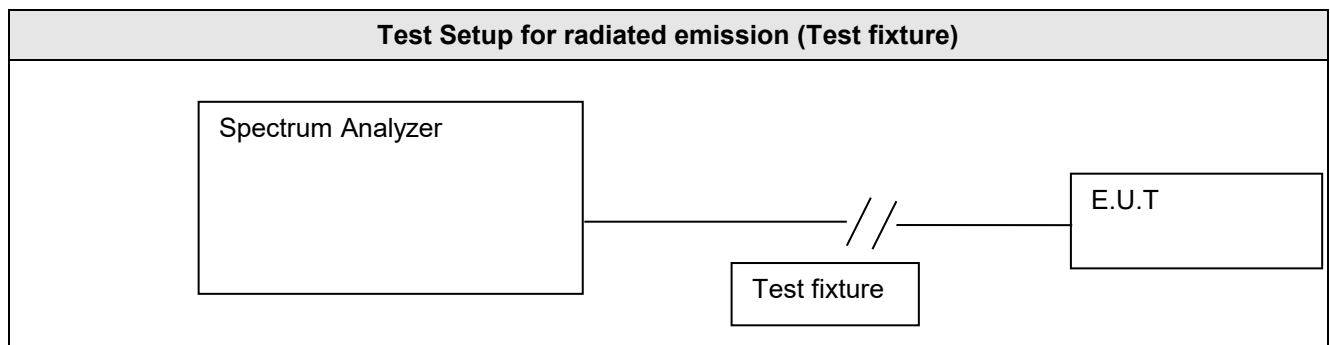 Test Setup for radiated emission (Test fixture)
Spectrum Analyzer
E.U.T
Test fixture